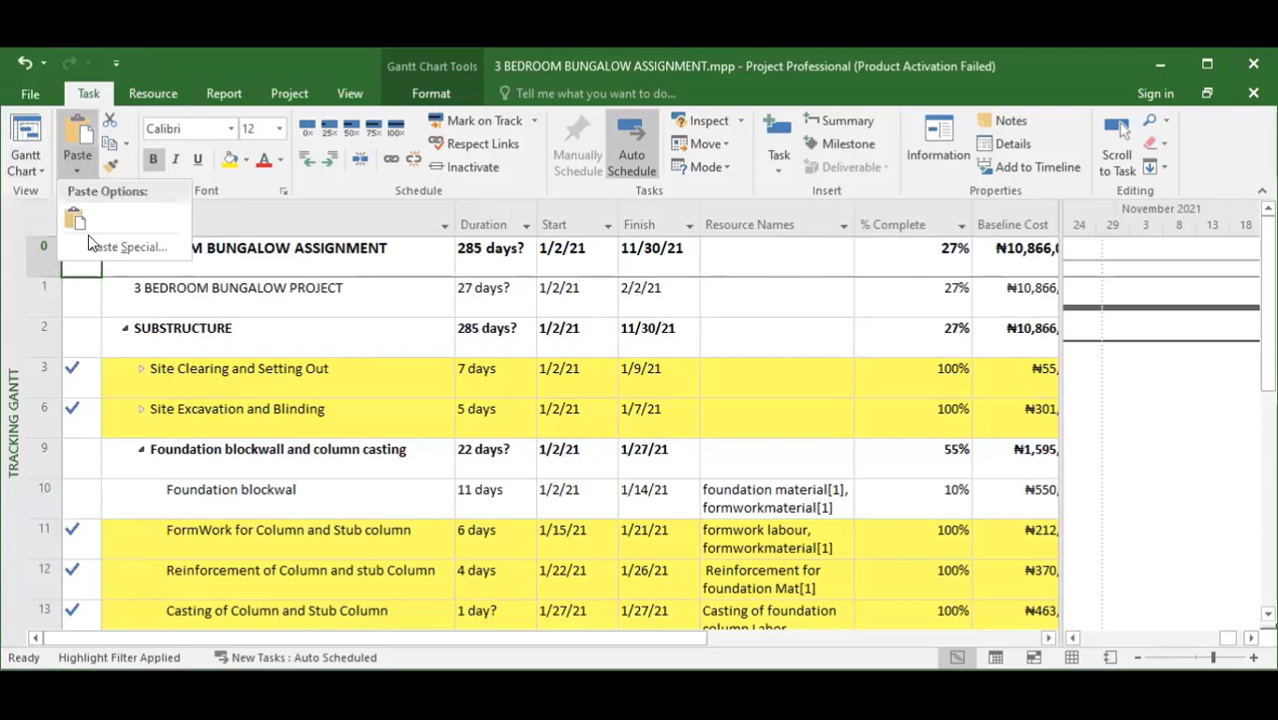 Gantt Chart Tools
3 BEDROOM BUNGALOW ASSIGNMENT.mpp - Project Professional (Product Activation Failed)
File Task Resource Report Project View Format Tell me what you want to do... Sign in
Gantt Chart
Paste
Calibri 12
B I U A
0% 25% 50% 75% 100%
Mark on Track
Respect Links
Inactivate
Manually Schedule
Auto Schedule
Inspect
Move
Mode
Task
Summary
Milestone
Deliverable
Information
Notes
Details
Add to Timeline
Scroll to Task
View Font Schedule Tasks Insert Properties Editing
Paste Options:
Special...
Duration Start Finish Resource Names % Complete Baseline Cost
November 2021
24 29 3 8 13 18
0 BUNGALOW ASSIGNMENT 285 days? 1/2/21 11/30/21 27% ₦10,866,0
1 3 BEDROOM BUNGALOW PROJECT 27 days? 1/2/21 2/2/21 27% ₦10,866,
2 SUBSTRUCTURE 285 days? 1/2/21 11/30/21 27% ₦10,866,
3 Site Clearing and Setting Out 7 days 1/2/21 1/9/21 100% ₦55,
6 Site Excavation and Blinding 5 days 1/2/21 1/7/21 100% ₦301,
9 Foundation blockwall and column casting 22 days? 1/2/21 1/27/21 55% ₦1,595,
10 Foundation blockwal 11 days 1/2/21 1/14/21 foundation material[1], formworkmaterial[1] 10% ₦550,
11 FormWork for Column and Stub column 6 days 1/15/21 1/21/21 formwork labour, formworkmaterial[1] 100% ₦212,
12 Reinforcement of Column and stub Column 4 days 1/22/21 1/26/21 Reinforcement for foundation Mat[1] 100% ₦370,
13 Casting of Column and Stub Column 1 day? 1/27/21 1/27/21 Casting of foundation column Labor 100% ₦463,
TRACKING GANTT
Ready Highlight Filter Applied New Tasks : Auto Scheduled